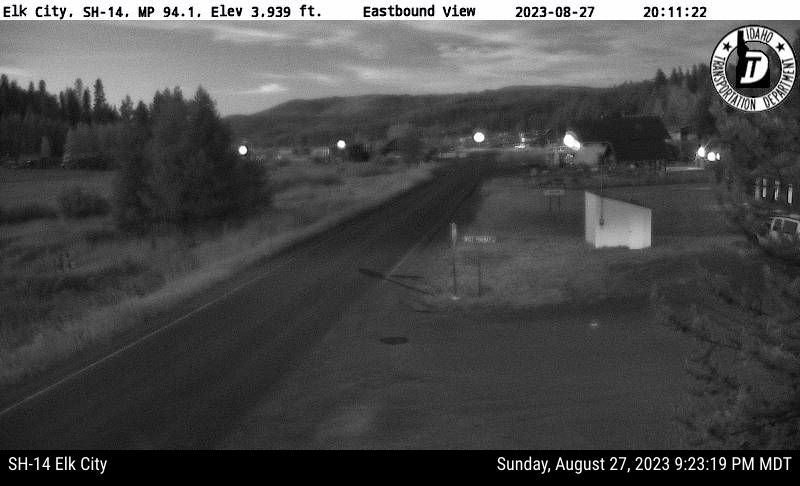 Elk City, SH-14, MP 94.1, Elev 3,939 ft. Eastbound View 2023-08-27 20:11:22
IDAHO
TRANSPORTATION DEPARTMENT
SH-14 Elk City Sunday, August 27, 2023 9:23:19 PM MDT